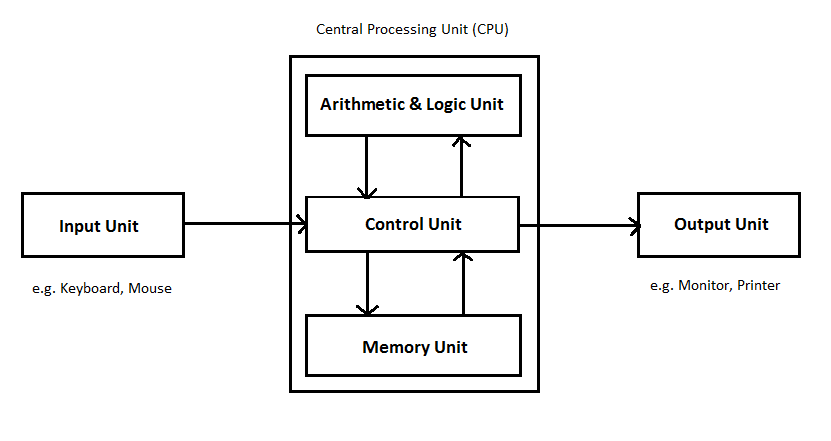 Central Processing Unit (CPU)
Arithmetic & Logic Unit
Input Unit
Control Unit
Output Unit
e.g. Keyboard, Mouse
e.g. Monitor, Printer
Memory Unit